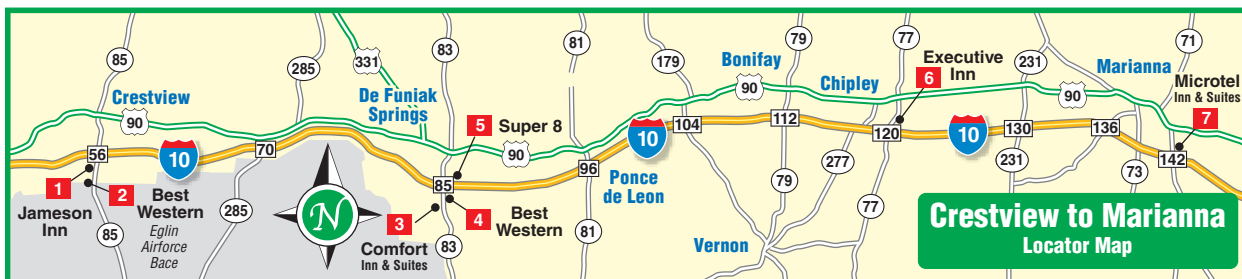 85
285
331
83
81
179
79
77
231
71
Crestview
90
De Funiak
Springs
Bonifay
90
Chipley
6
Executive
Inn
Marianna
90
Microtel
Inn & Suites
7
5 Super 8
90
56
10
70
85
96
10
104
112
120
10
130
136
142
1
Jameson
Inn
2
Best
Western
Eglin
Airforce
Bace
285
85
N
3
Comfort
Inn & Suites
4
Best
Western
83
81
Ponce
de Leon
Vernon
79
277
77
231
73
Crestview to Marianna
Locator Map